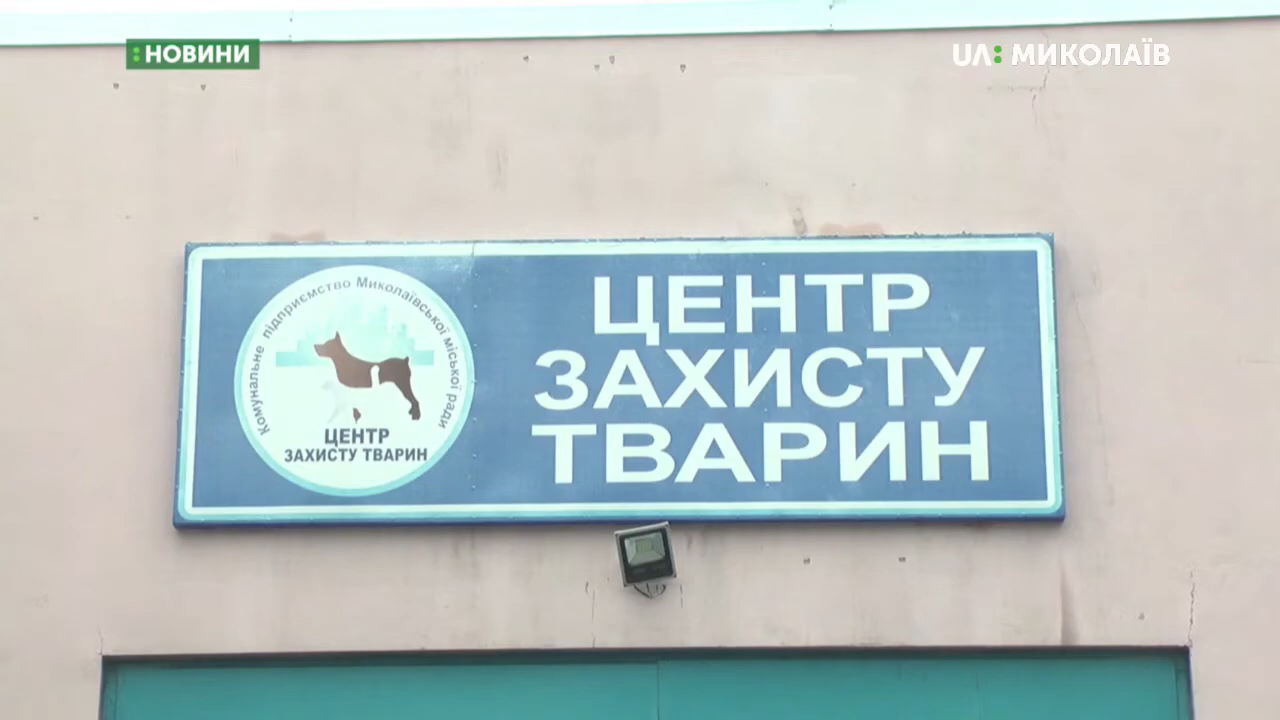 :НОВИНИ
UA: МИКОЛАЇВ
Комунальне підприємство Миколаївської міської ради
ЦЕНТР
ЗАХИСТУ ТВАРИН
ЦЕНТР
ЗАХИСТУ
ТВАРИН